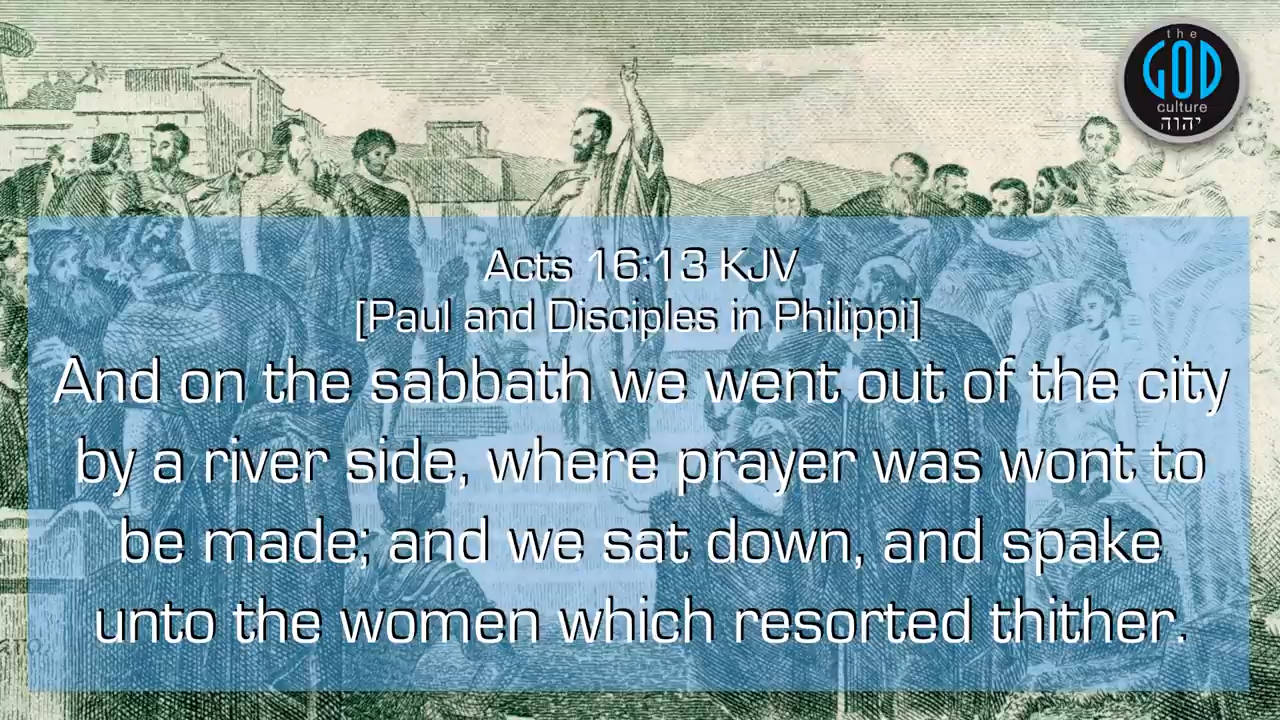 the
GOD
culture
יהוה
Acts 16:13 KJV
[Paul and Disciples in Philippi]
And on the sabbath we went out of the city
by a river side, where prayer was wont to
be made; and we sat down, and spake
unto the women which resorted thither.